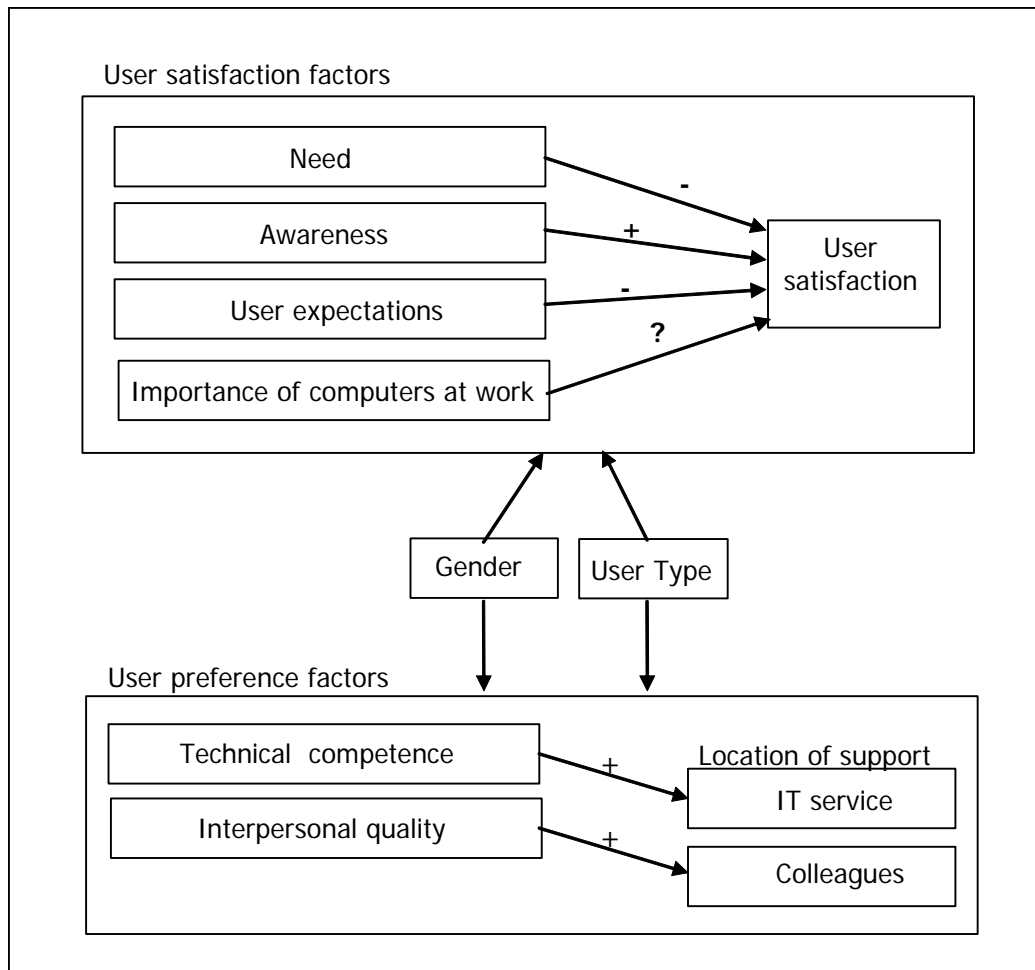 User satisfaction factors
Need
-
Awareness
+
User
satisfaction
User expectations
-
?
Importance of computers at work
Gender
User Type
User preference factors
Technical competence
+
Location of support
IT service
Interpersonal quality
+
Colleagues